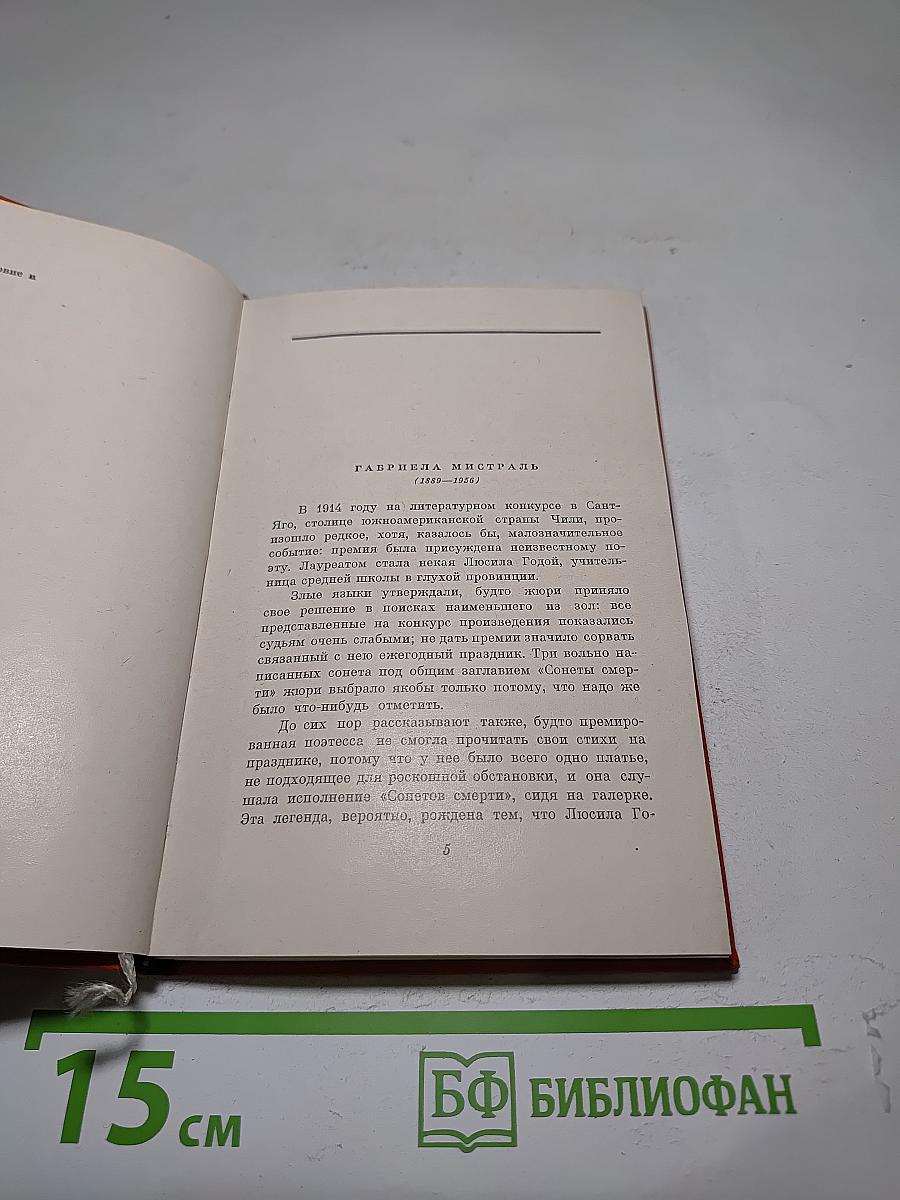 овие и
ГАБРИЕЛА МИСТРАЛЬ
(1889—1956)
В 1914 году на литературном конкурсе в Сант-
Яго, столице южноамериканской страны Чили, про-
изошло редкое, хотя, казалось бы, малозначительное
событие: премия была присуждена неизвестному по-
эту. Лауреатом стала некая Люсила Годой, учитель-
ница средней школы в глухой провинции.
Злые языки утверждали, будто жюри приняло
свое решение в поисках наименьшего из зол: все
представленные на конкурс произведения показались
судьям очень слабыми; не дать премии значило сорвать
связанный с нею ежегодный праздник. Три вольно на-
писанных сонета под общим заглавием «Сонеты смер-
ти» жюри выбрало якобы только потому, что надо же
было что-нибудь отметить.
До сих пор рассказывают также, будто премиро-
ванная поэтесса не смогла прочитать свои стихи на
празднике, потому что у нее было всего одно платье,
не подходящее для роскошной обстановки, и она слу-
шала исполнение «Сонетов смерти», сидя на галерке.
Эта легенда, вероятно, рождена тем, что Люсила Го-
5
15 см
БФ БИБЛИОФАН